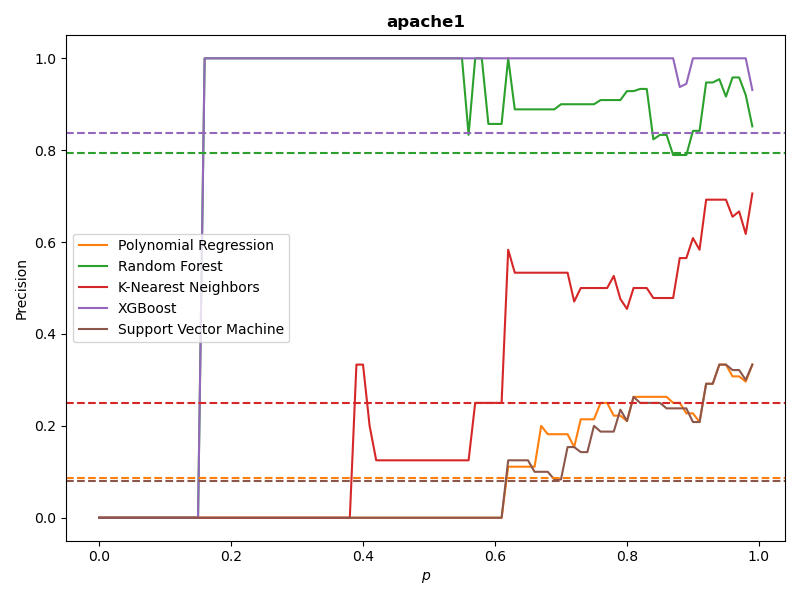 apache1
1.0
0.8
0.6
0.4
0.2
0.0
Precision
Polynomial Regression
Random Forest
K-Nearest Neighbors
XGBoost
Support Vector Machine
0.0 0.2 0.4 0.6 0.8 1.0
p